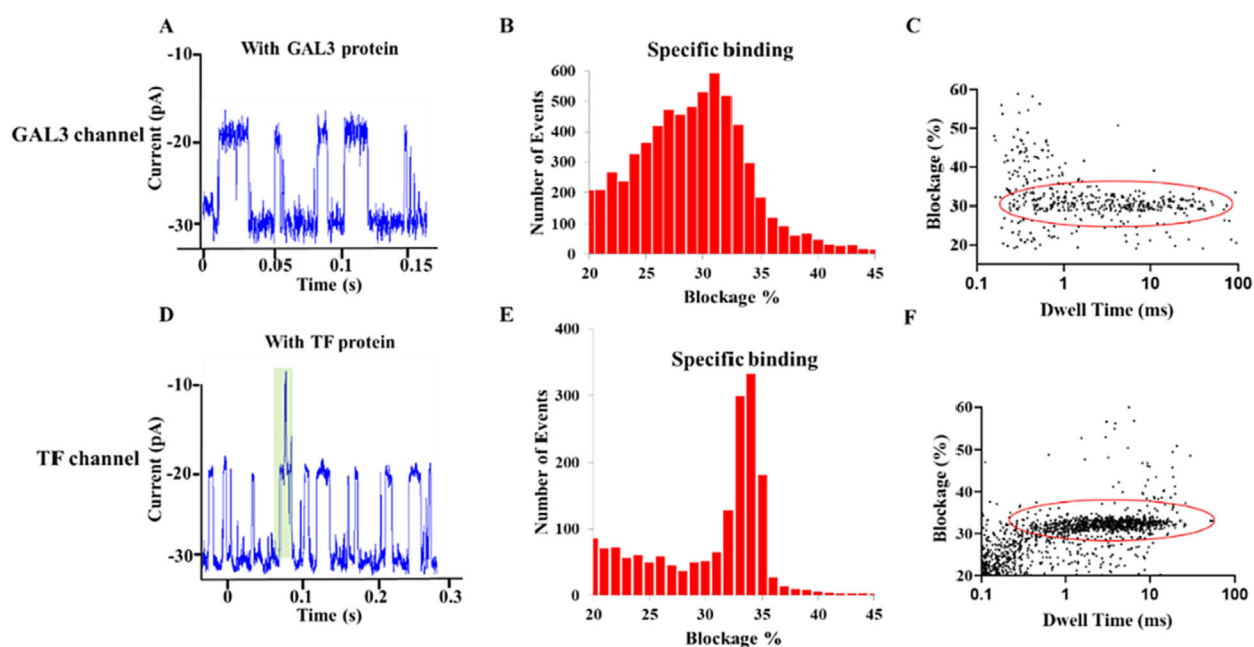 A
With GAL3 protein
-10
-20
-30
Current (pA)
0
0.05
0.1
0.15
Time (s)
GAL3 channel
B
Specific binding
600
500
400
300
200
100
0
Number of Events
20
25
30
35
40
45
Blockage %
C
60
50
40
30
20
Blockage (%)
0.1
1
10
100
Dwell Time (ms)
D
With TF protein
-10
-20
-30
Current (pA)
0
0.1
0.2
0.3
Time (s)
TF channel
E
Specific binding
400
300
200
100
0
Number of Events
20
25
30
35
40
45
Blockage %
F
60
50
40
30
20
Blockage (%)
0.1
1
10
100
Dwell Time (ms)